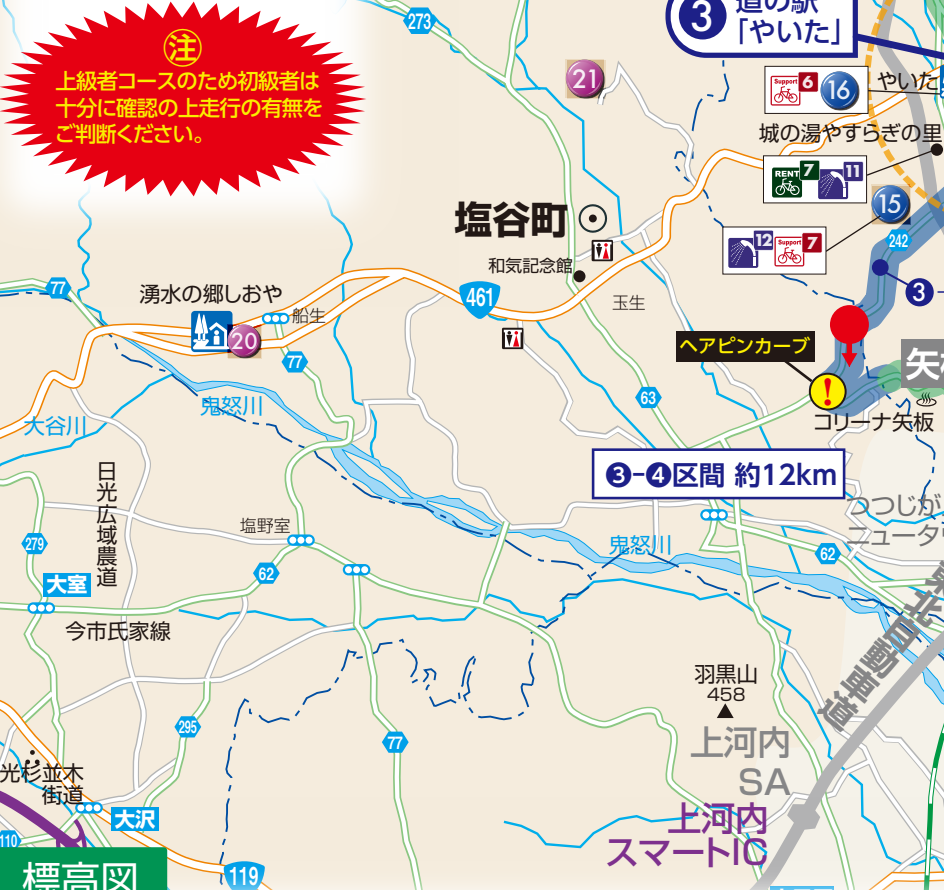 273
注
上級者コースのため初級者は
十分に確認の上走行の有無を
ご判断ください。
3 道の駅
「やいた」
21
Support 6 16 やいた
城の湯やすらぎの里
RENT 7 11
15
12 Support 7
242
塩谷町
和気記念館
3
77
湧水の郷しおや
461
玉生
船生
20
77
ヘアピンカーブ
!
コリーナ矢板
63
鬼怒川
大谷川
❸-❹区間 約12km
日光広域農道
つつじが
ニュータ
塩野室
279
鬼怒川
62
62
大室
今市氏家線
東北自動車道
羽黒山
458
295
77
上河内
SA
光杉並木
街道
大沢
上河内
スマートIC
110
標高図
119